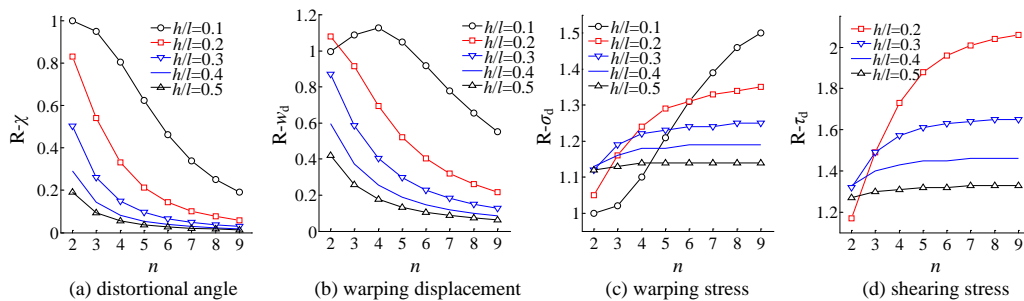 R-χ
1
0.8
0.6
0.4
0.2
0
2 3 4 5 6 7 8 9
n
h/l=0.1
h/l=0.2
h/l=0.3
h/l=0.4
h/l=0.5
(a) distortional angle
R-wd
1.2
1
0.8
0.6
0.4
0.2
0.0
2 3 4 5 6 7 8 9
n
h/l=0.1
h/l=0.2
h/l=0.3
h/l=0.4
h/l=0.5
(b) warping displacement
R-σd
1.5
1.4
1.3
1.2
1.1
1
2 3 4 5 6 7 8 9
n
h/l=0.1
h/l=0.2
h/l=0.3
h/l=0.4
h/l=0.5
(c) warping stress
R-τd
2
1.8
1.6
1.4
1.2
2 3 4 5 6 7 8 9
n
h/l=0.2
h/l=0.3
h/l=0.4
h/l=0.5
(d) shearing stress